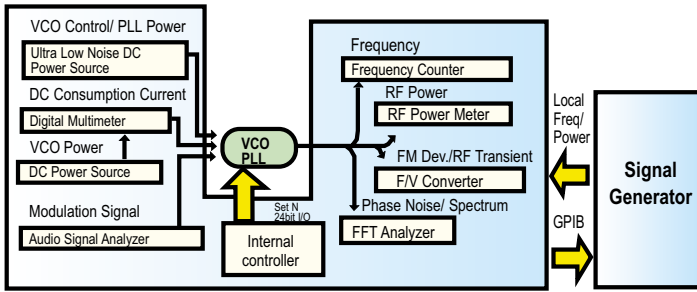 VCO Control/ PLL Power
Ultra Low Noise DC
Power Source
DC Consumption Current
Digital Multimeter
VCO Power
DC Power Source
Modulation Signal
Audio Signal Analyzer
VCO
PLL
Set N
24bit I/O
Internal
controller
Frequency
Frequency Counter
RF Power
RF Power Meter
FM Dev./RF Transient
F/V Converter
Phase Noise/ Spectrum
FFT Analyzer
Local
Freq/
Power
GPIB
Signal
Generator